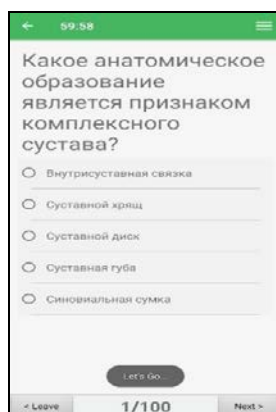 59:58
Какое анатомическое
образование
является признаком
комплексного
сустава?
Внутрисуставная связка
Суставной хрящ
Суставной диск
Суставная губа
Синовиальная сумка
Let's Go...
< Leave 1/100 Next >